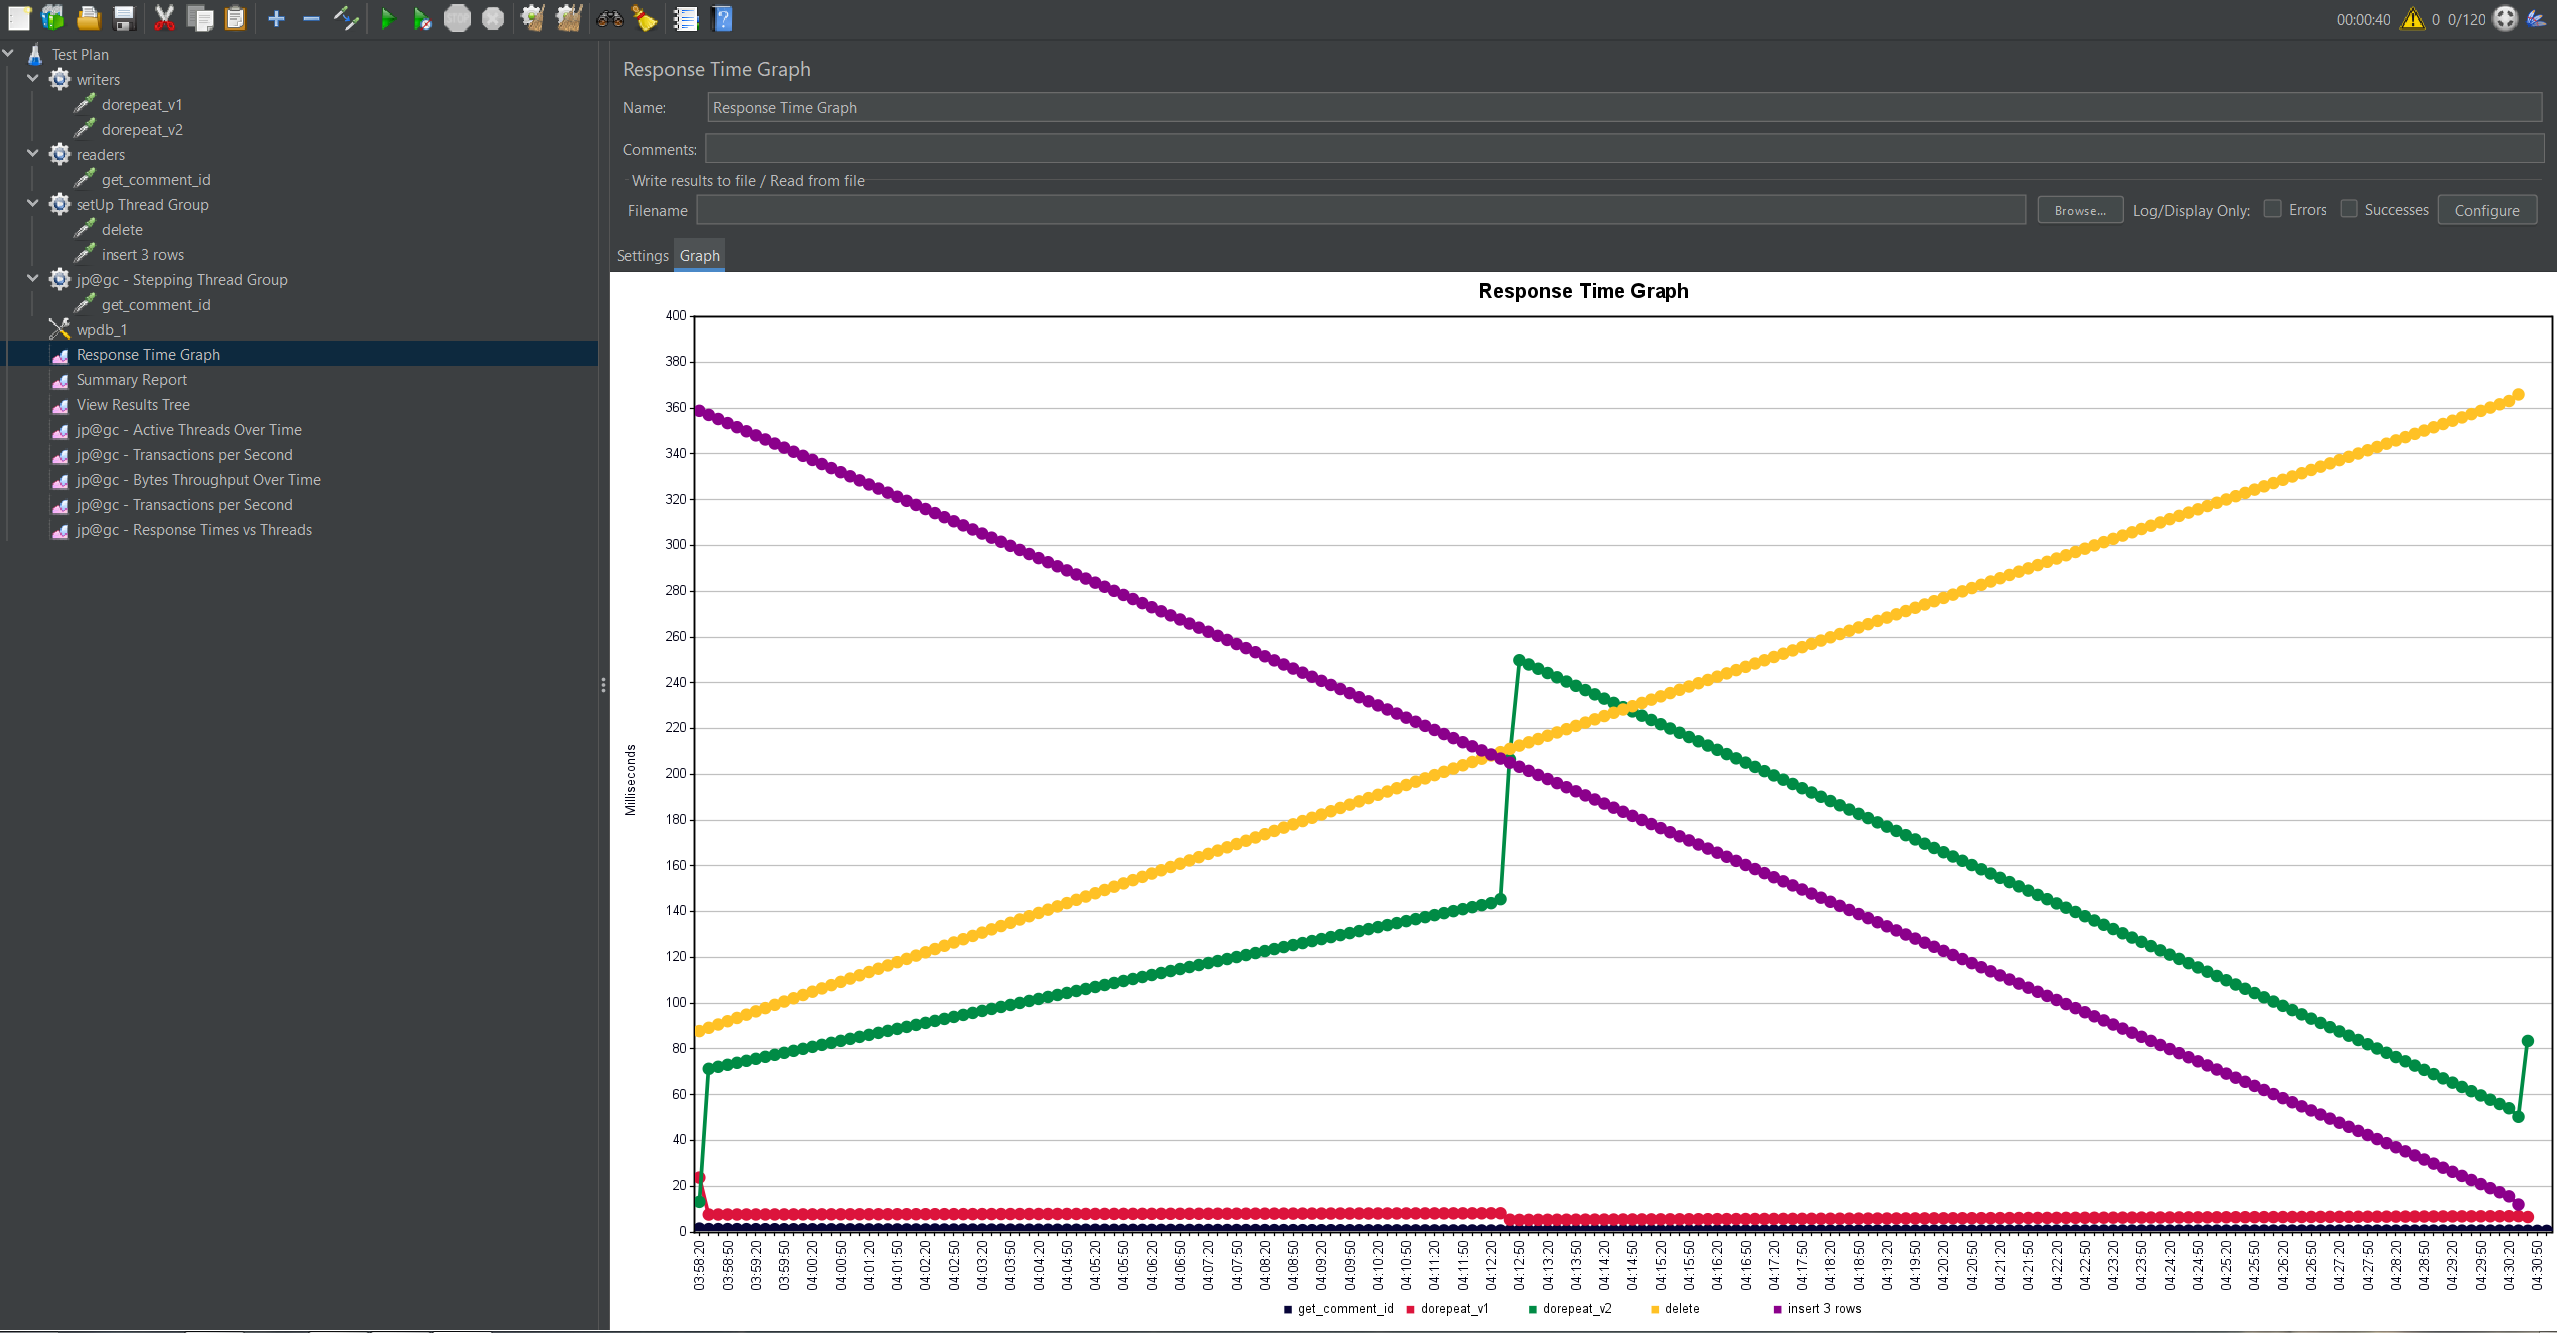 00:00:40 0 0/120
STOP
Test Plan
writers
dorepeat_v1
dorepeat_v2
readers
get_comment_id
setUp Thread Group
delete
insert 3 rows
jp@gc - Stepping Thread Group
get_comment_id
wpdb_1
Response Time Graph
Summary Report
View Results Tree
jp@gc - Active Threads Over Time
jp@gc - Transactions per Second
jp@gc - Bytes Throughput Over Time
jp@gc - Transactions per Second
jp@gc - Response Times vs Threads
Response Time Graph
Name: Response Time Graph
Comments:
Write results to file / Read from file
Filename Browse... Log/Display Only: Errors Successes Configure
Settings Graph
Response Time Graph
Milliseconds
400
380
360
340
320
300
280
260
240
220
200
180
160
140
120
100
80
60
40
20
0
03:58:20 03:58:50 03:59:20 03:59:50 04:00:20 04:00:50 04:01:20 04:01:50 04:02:20 04:02:50 04:03:20 04:03:50 04:04:20 04:04:50 04:05:20 04:05:50 04:06:20 04:06:50 04:07:20 04:07:50 04:08:20 04:08:50 04:09:20 04:09:50 04:10:20 04:10:50 04:11:20 04:11:50 04:12:20 04:12:50 04:13:20 04:13:50 04:14:20 04:14:50 04:15:20 04:15:50 04:16:20 04:16:50 04:17:20 04:17:50 04:18:20 04:18:50 04:19:20 04:19:50 04:20:20 04:20:50 04:21:20 04:21:50 04:22:20 04:22:50 04:23:20 04:23:50 04:24:20 04:24:50 04:25:20 04:25:50 04:26:20 04:26:50 04:27:20 04:27:50 04:28:20 04:28:50 04:29:20 04:29:50 04:30:20 04:30:50
get_comment_id dorepeat_v1 dorepeat_v2 delete insert 3 rows